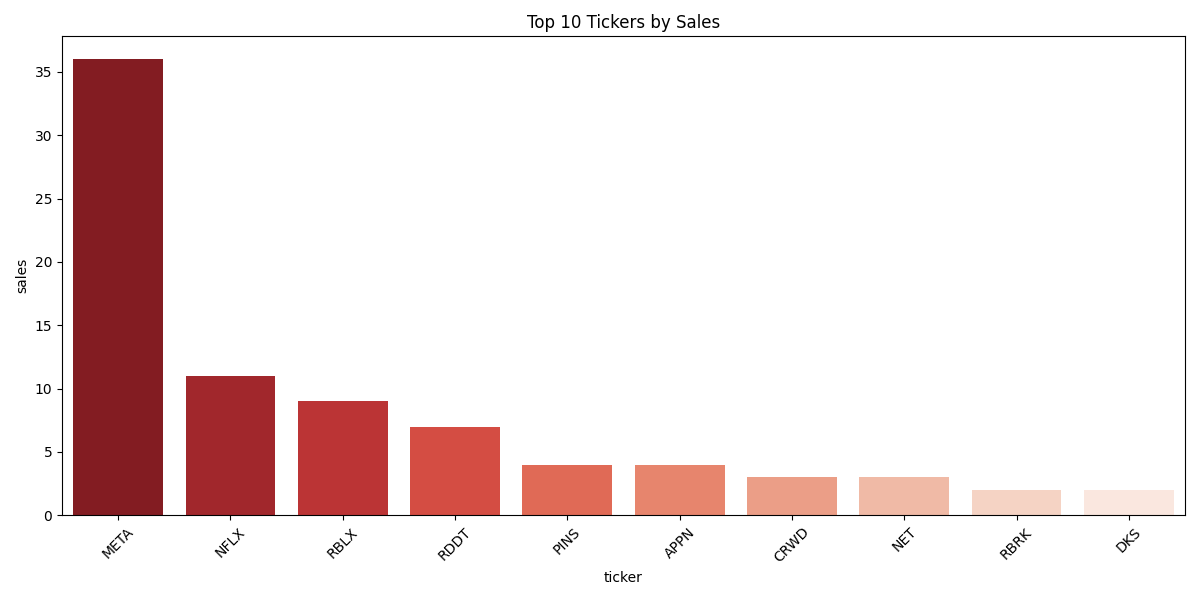 Top 10 Tickers by Sales
sales
35
30
25
20
15
10
5
0
META
NFLX
RBLX
RDDT
PINS
APPN
CRWD
NET
RBRK
DKS
ticker